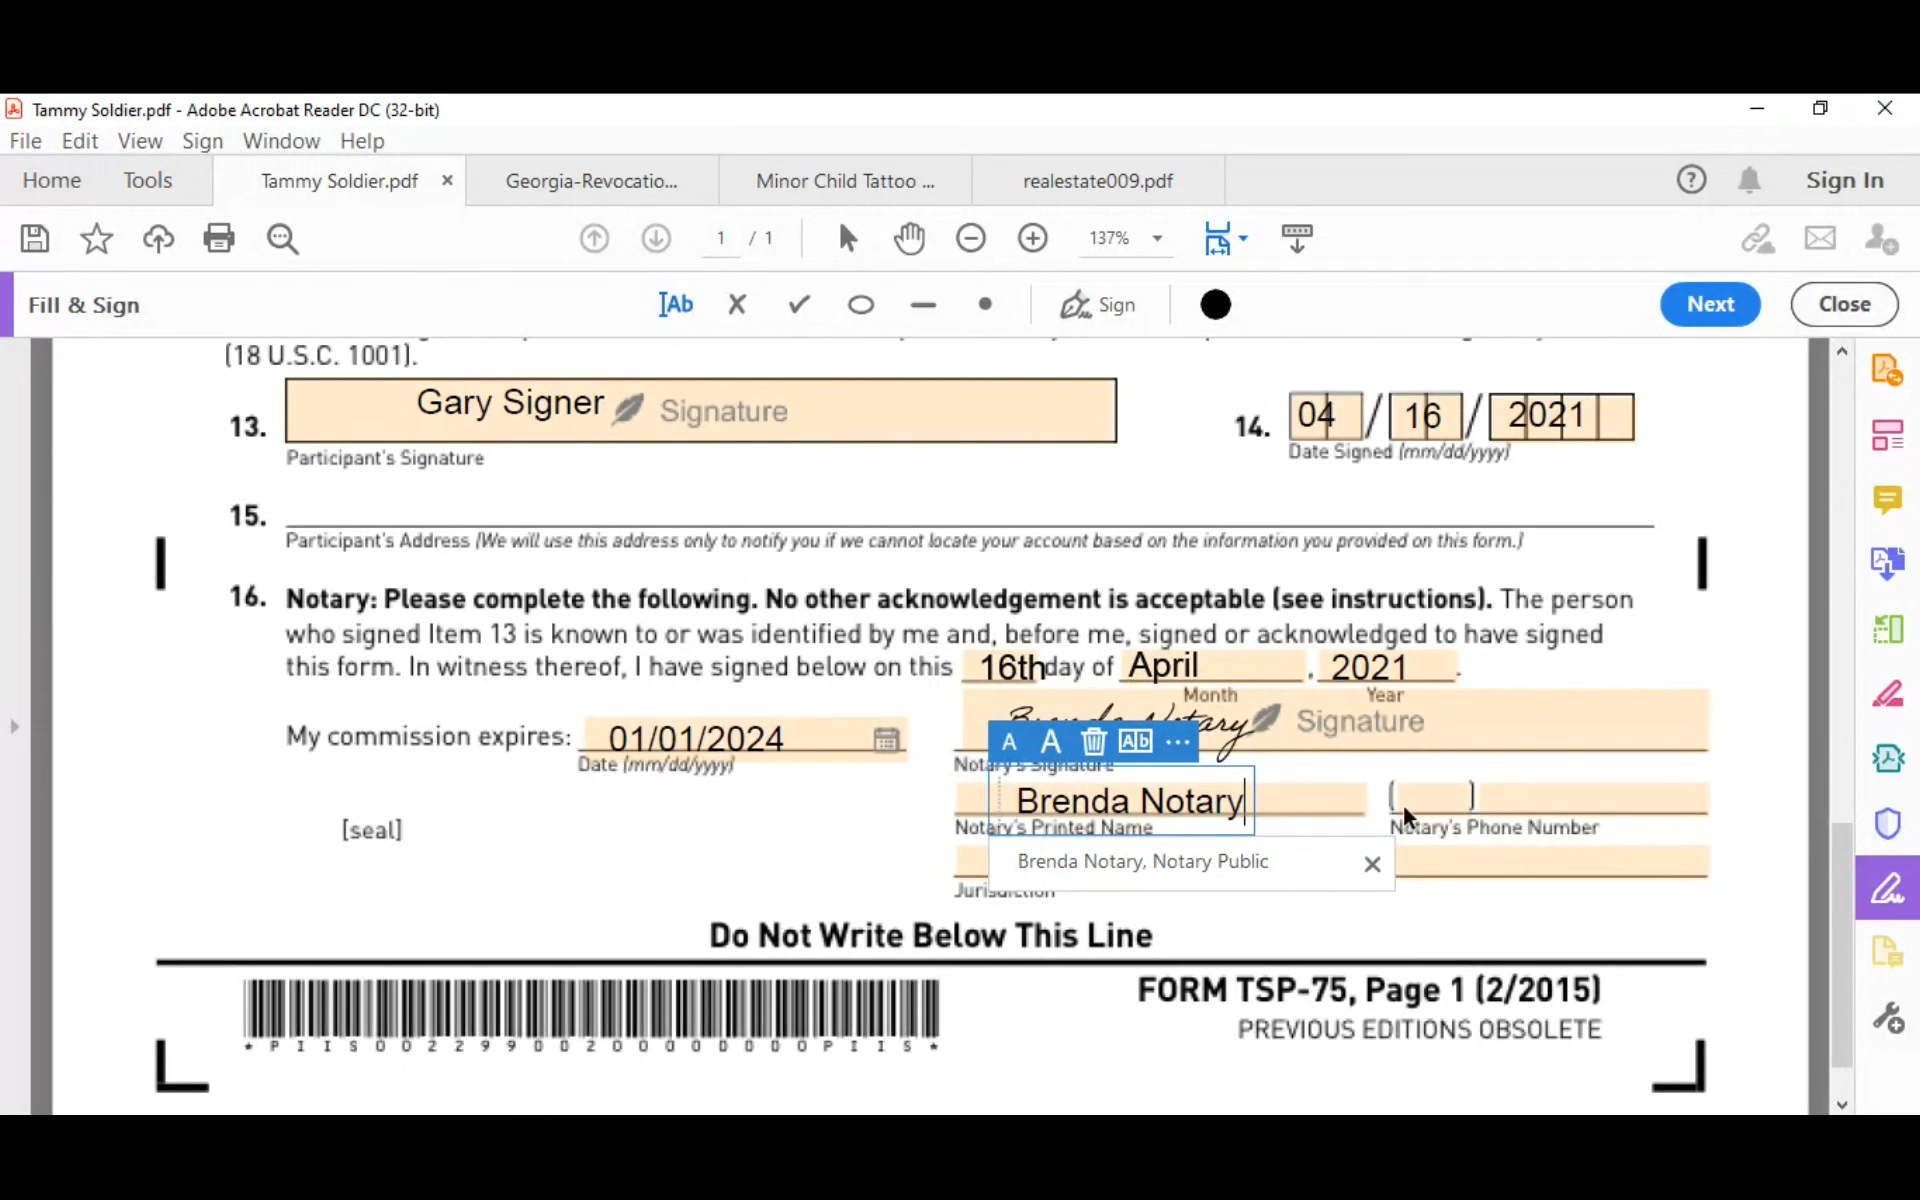 Tammy Soldier.pdf - Adobe Acrobat Reader DC (32-bit)
File Edit View Sign Window Help
Home Tools Tammy Soldier.pdf × Georgia-Revocatio... Minor Child Tattoo ... realestate009.pdf ? Sign In
1 / 1 137%
Fill & Sign Ab Sign Next Close
(18 U.S.C. 1001).
13. Gary Signer Signature 14. 04 / 16 / 2021
Participant's Signature Date Signed (mm/dd/yyyy)
15.
Participant's Address (We will use this address only to notify you if we cannot locate your account based on the information you provided on this form.)
16. Notary: Please complete the following. No other acknowledgement is acceptable (see instructions). The person
who signed Item 13 is known to or was identified by me and, before me, signed or acknowledged to have signed
this form. In witness thereof, I have signed below on this 16th day of April , 2021 .
Month Year
Brenda Notary Signature
My commission expires: 01/01/2024
Date (mm/dd/yyyy)
A A Ab ...
Notary's Signature
Brenda Notary ( )
Notary's Printed Name Notary's Phone Number
[seal]
Brenda Notary, Notary Public ×
Jurisdiction
Do Not Write Below This Line
FORM TSP-75, Page 1 (2/2015)
PREVIOUS EDITIONS OBSOLETE
* P I I S 0 0 2 2 9 9 0 0 2 0 0 0 0 0 0 0 0 P I I S *